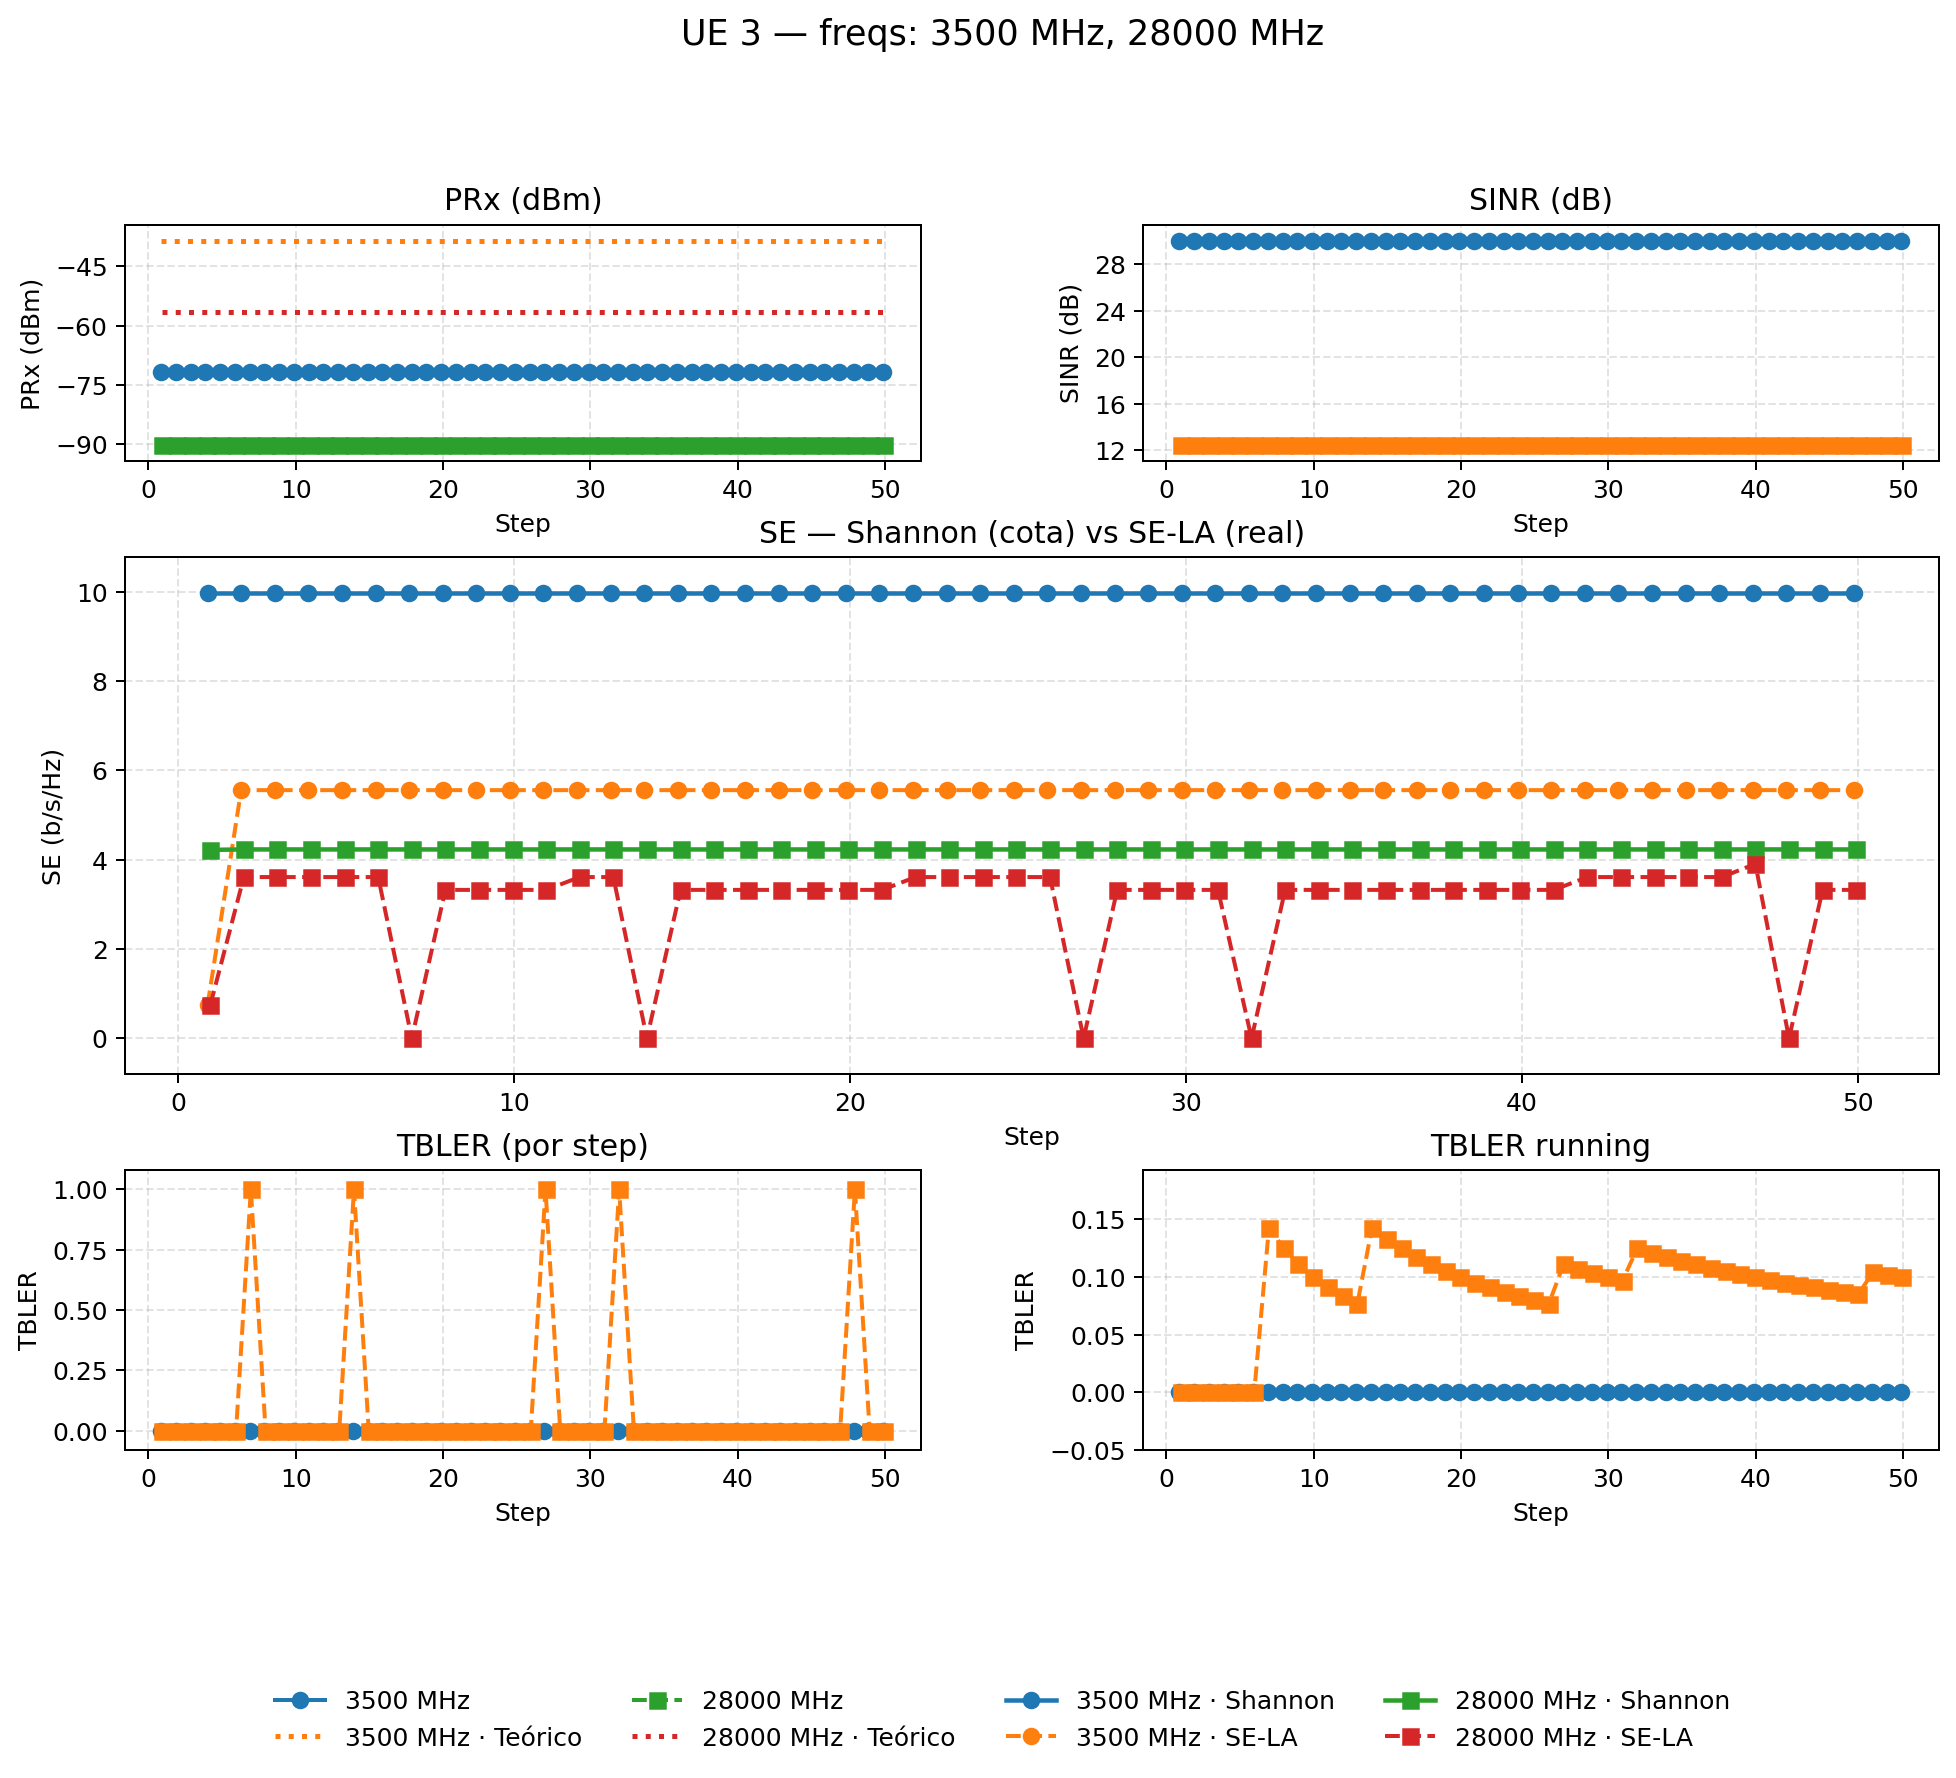 UE 3 — freqs: 3500 MHz, 28000 MHz
PRx (dBm)
PRx (dBm)
−45
−60
−75
−90
0 10 20 30 40 50
Step
SINR (dB)
SINR (dB)
28
24
20
16
12
0 10 20 30 40 50
Step
SE — Shannon (cota) vs SE-LA (real)
SE (b/s/Hz)
10
8
6
4
2
0
0 10 20 30 40 50
Step
TBLER (por step)
TBLER
1.00
0.75
0.50
0.25
0.00
0 10 20 30 40 50
Step
TBLER running
TBLER
0.15
0.10
0.05
0.00
−0.05
0 10 20 30 40 50
Step
3500 MHz
3500 MHz · Teórico
28000 MHz
28000 MHz · Teórico
3500 MHz · Shannon
3500 MHz · SE-LA
28000 MHz · Shannon
28000 MHz · SE-LA